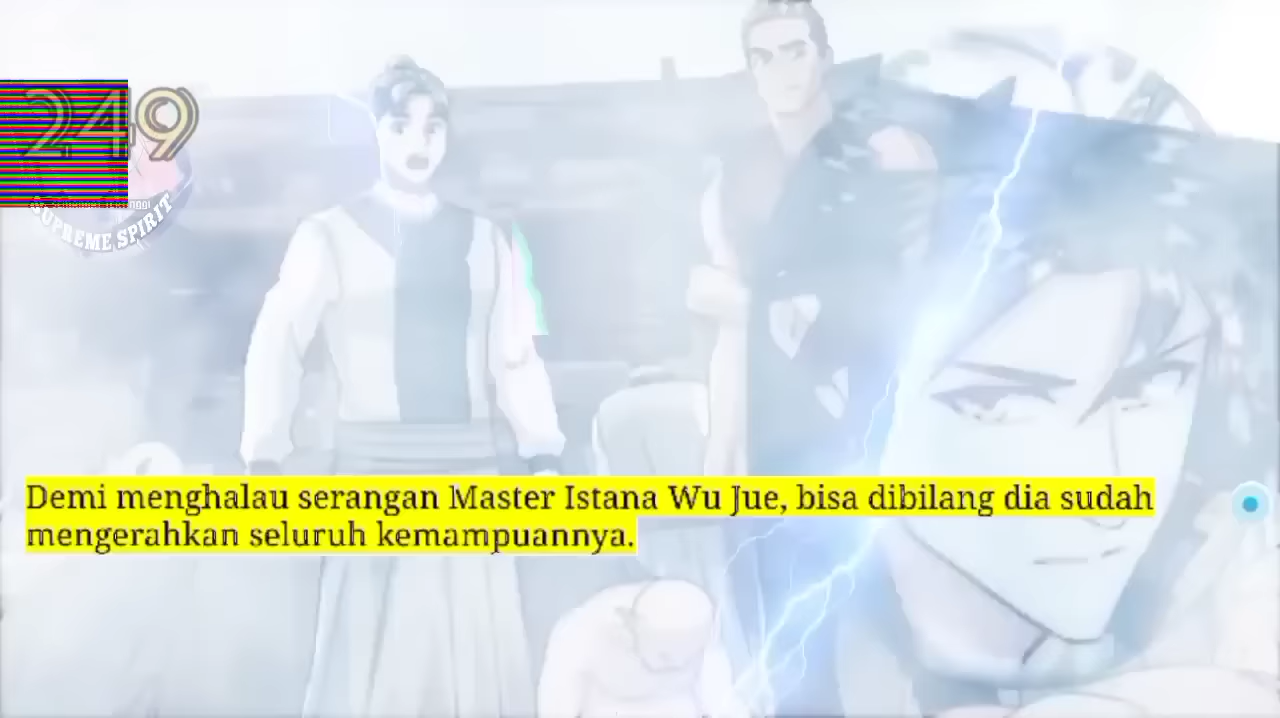 249
SUPREME SPIRIT
Demi menghalau serangan Master Istana Wu Jue, bisa dibilang dia sudah
mengerahkan seluruh kemampuannya.